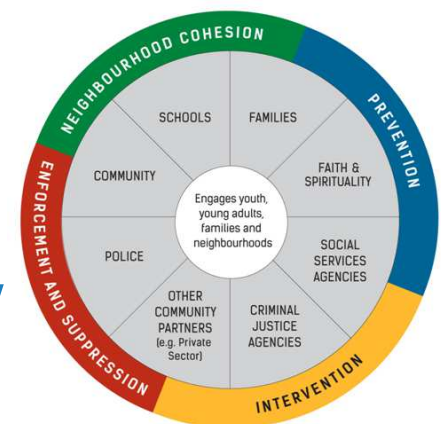 NEIGHBOURHOOD COHESION
PREVENTION
INTERVENTION
ENFORCEMENT AND SUPPRESSION
SCHOOLS
FAMILIES
FAITH &
SPIRITUALITY
SOCIAL
SERVICES
AGENCIES
CRIMINAL
JUSTICE
AGENCIES
OTHER
COMMUNITY
PARTNERS
(e.g. Private
Sector)
POLICE
COMMUNITY
Engages youth,
young adults,
families and
neighbourhoods